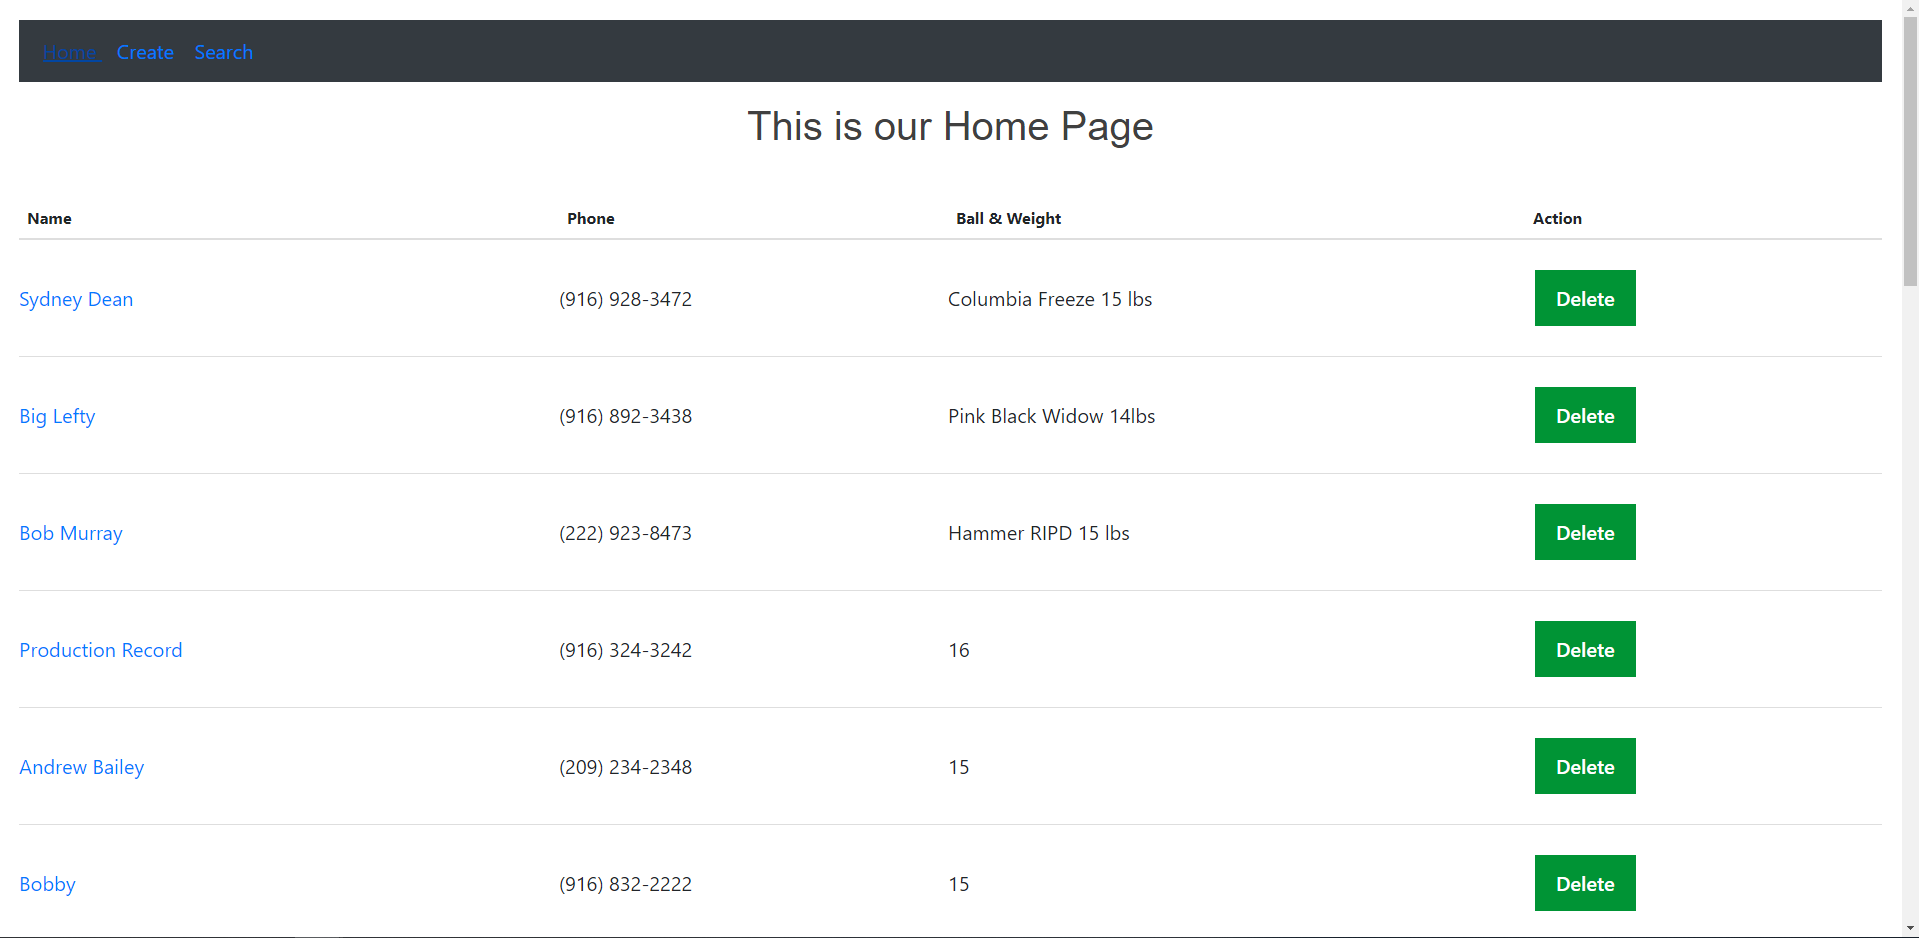 Home Create Search
This is our Home Page
Name Phone Ball & Weight Action
Sydney Dean (916) 928-3472 Columbia Freeze 15 lbs Delete
Big Lefty (916) 892-3438 Pink Black Widow 14lbs Delete
Bob Murray (222) 923-8473 Hammer RIPD 15 lbs Delete
Production Record (916) 324-3242 16 Delete
Andrew Bailey (209) 234-2348 15 Delete
Bobby (916) 832-2222 15 Delete